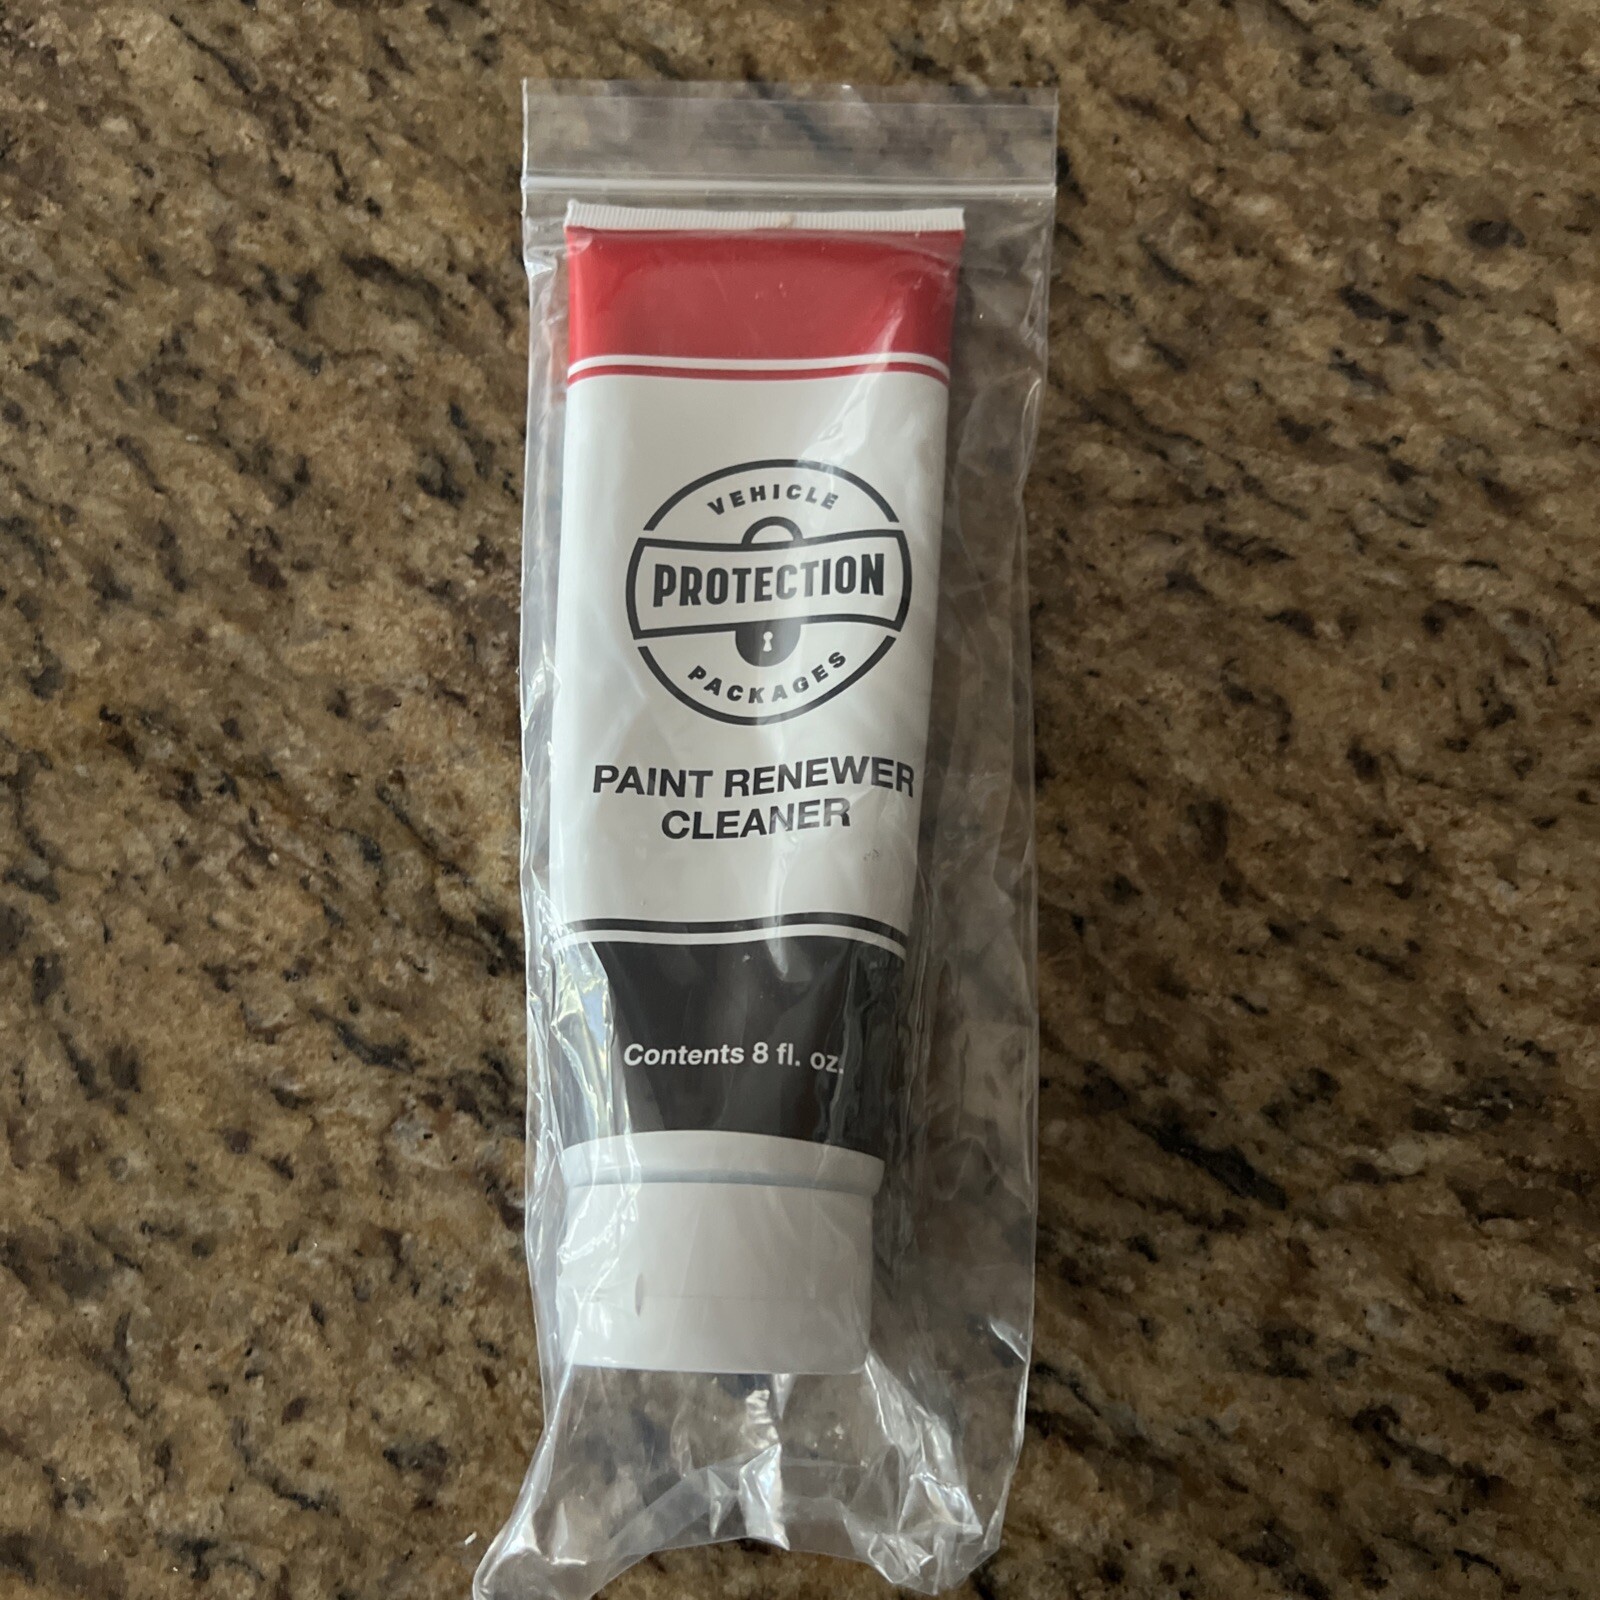 VEHICLE
PROTECTION
PACKAGES
PAINT RENEWER
CLEANER
Contents 8 fl. oz.